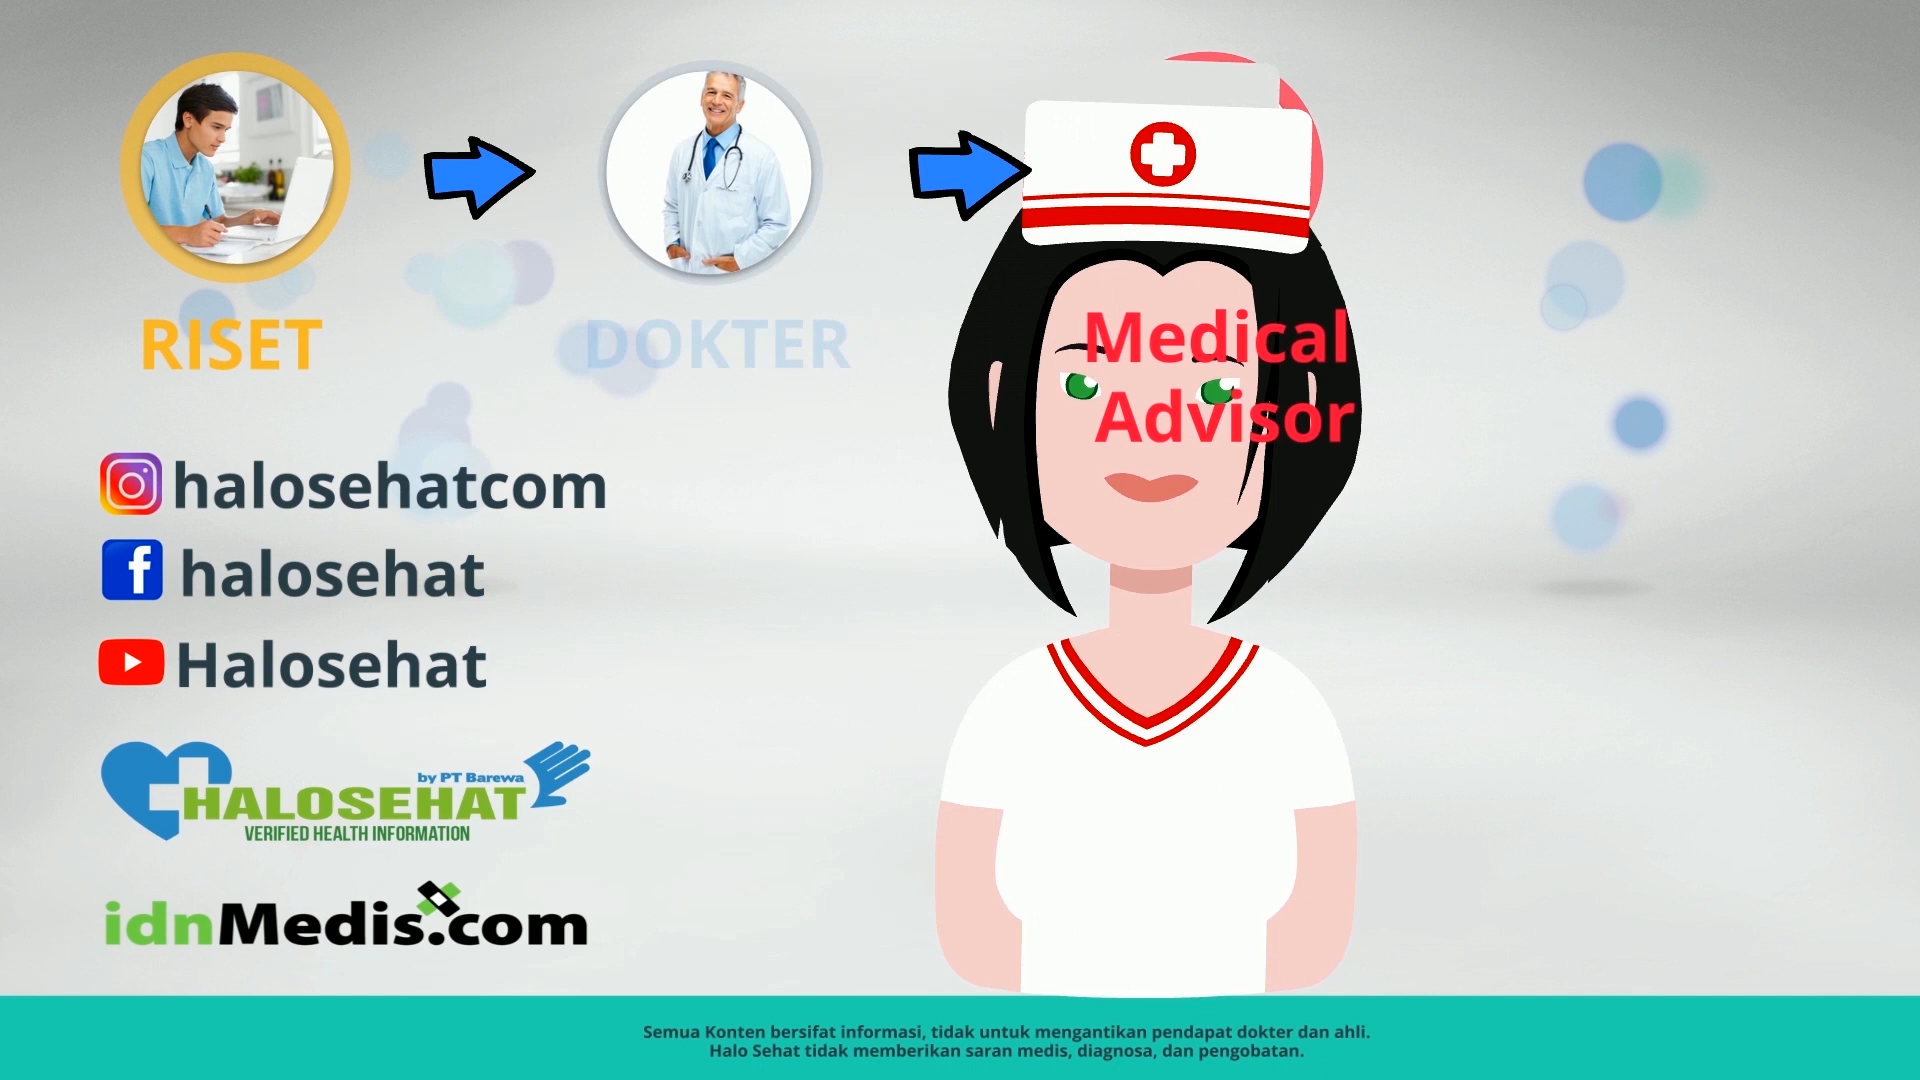 RISET
DOKTER
Medical
Advisor
halosehatcom
halosehat
Halosehat
by PT Barewa
HALOSEHAT
VERIFIED HEALTH INFORMATION
idnMedis.com
Semua Konten bersifat informasi, tidak untuk mengantikan pendapat dokter dan ahli.
Halo Sehat tidak memberikan saran medis, diagnosa, dan pengobatan.